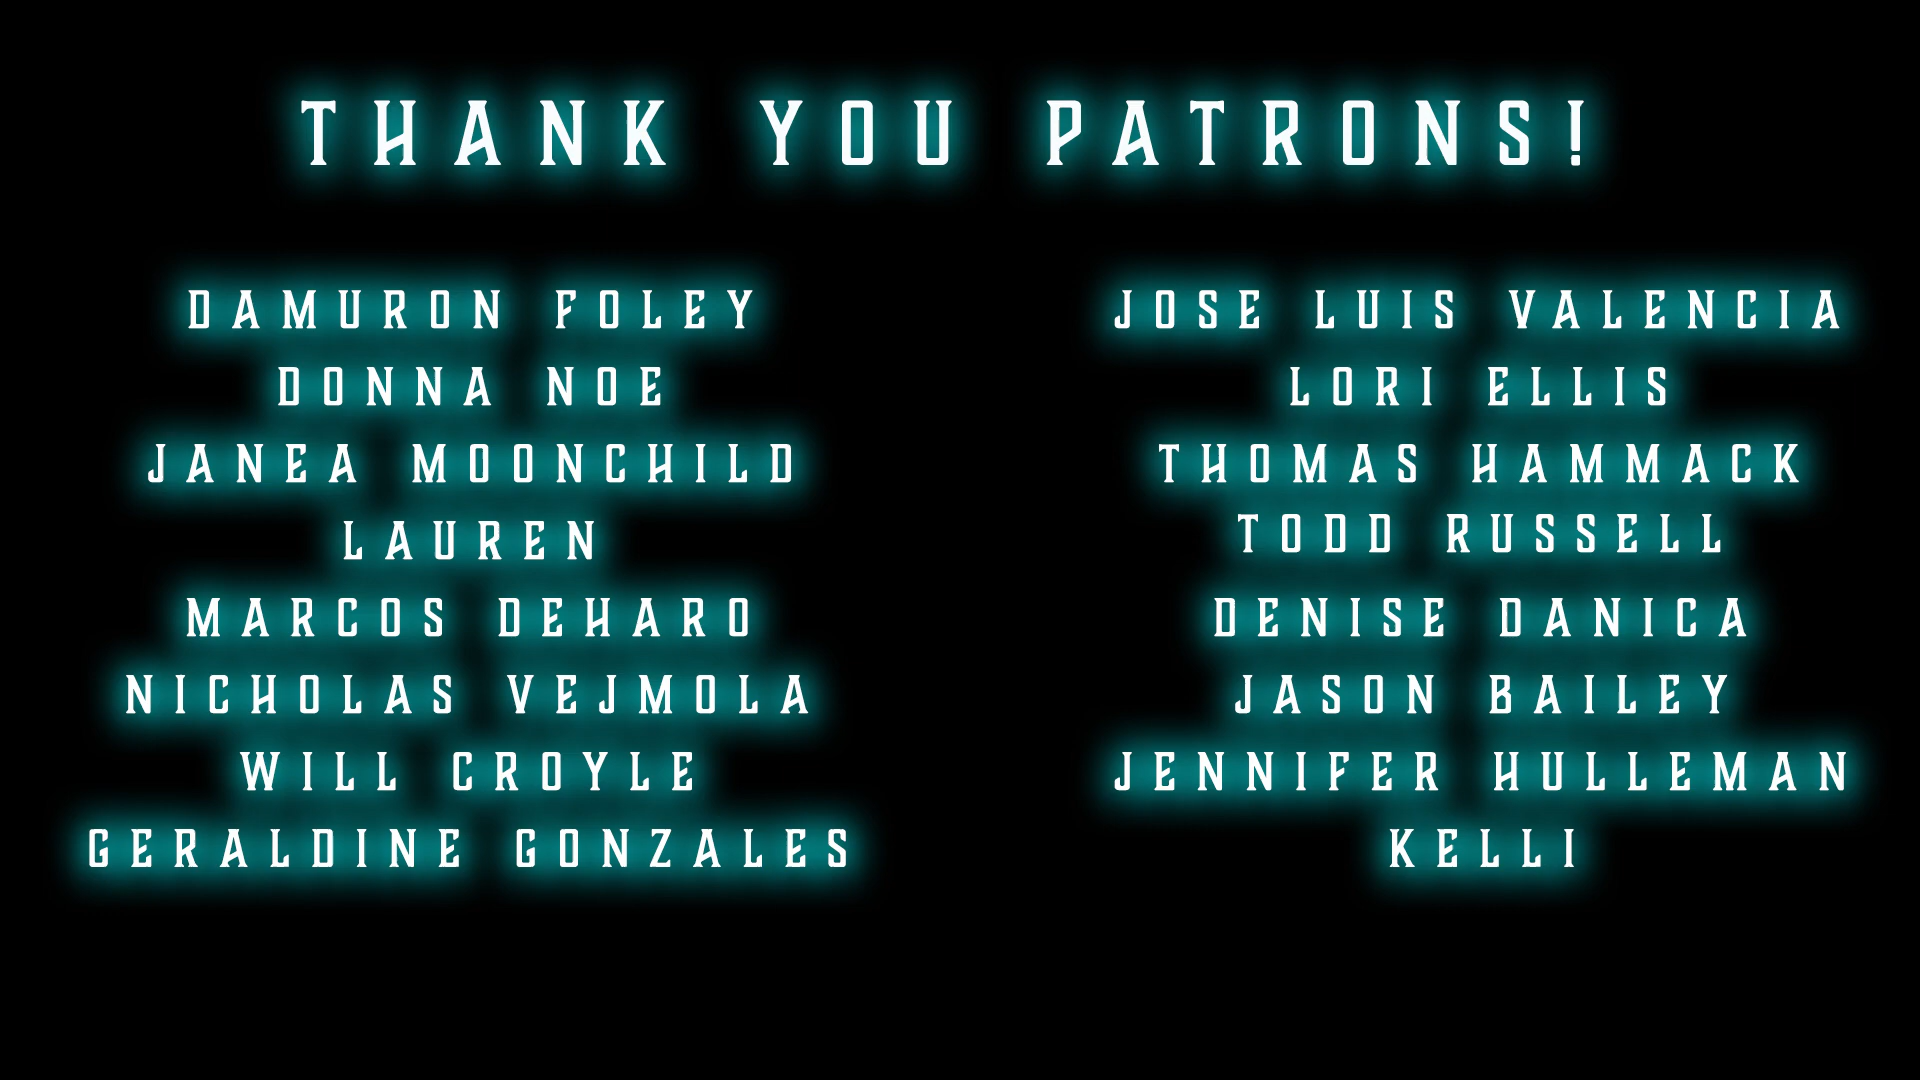 THANK YOU PATRONS!
DAMURON FOLEY
DONNA NOE
JANEA MOONCHILD
LAUREN
MARCOS DEHARO
NICHOLAS VEJMOLA
WILL CROYLE
GERALDINE GONZALES
JOSE LUIS VALENCIA
LORI ELLIS
THOMAS HAMMACK
TODD RUSSELL
DENISE DANICA
JASON BAILEY
JENNIFER HULLEMAN
KELLI